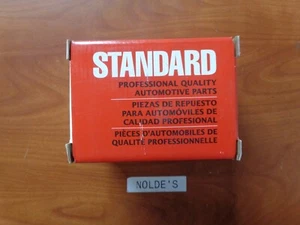 STANDARD
PROFESSIONAL QUALITY
AUTOMOTIVE PARTS
PIEZAS DE REPUESTO
PARA AUTOMÓVILES DE
CALIDAD PROFESIONAL
PIÈCES D'AUTOMOBILES DE
QUALITÉ PROFESSIONNELLE
NOLDE'S